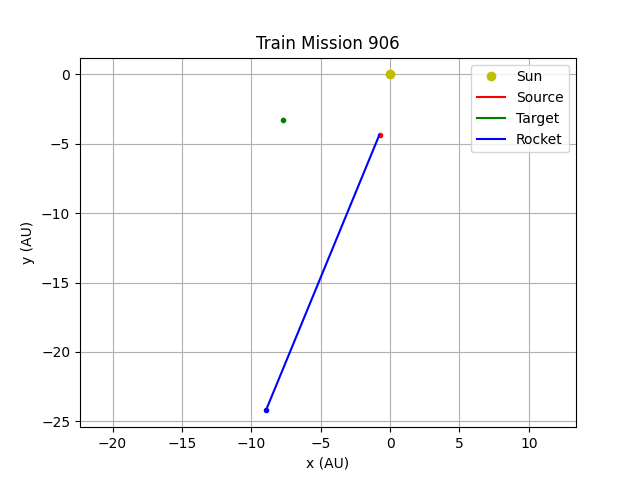 Train Mission 906
Sun
Source
Target
Rocket
0
−5
−10
−15
−20
−25
y (AU)
−20
−15
−10
−5
0
5
10
x (AU)